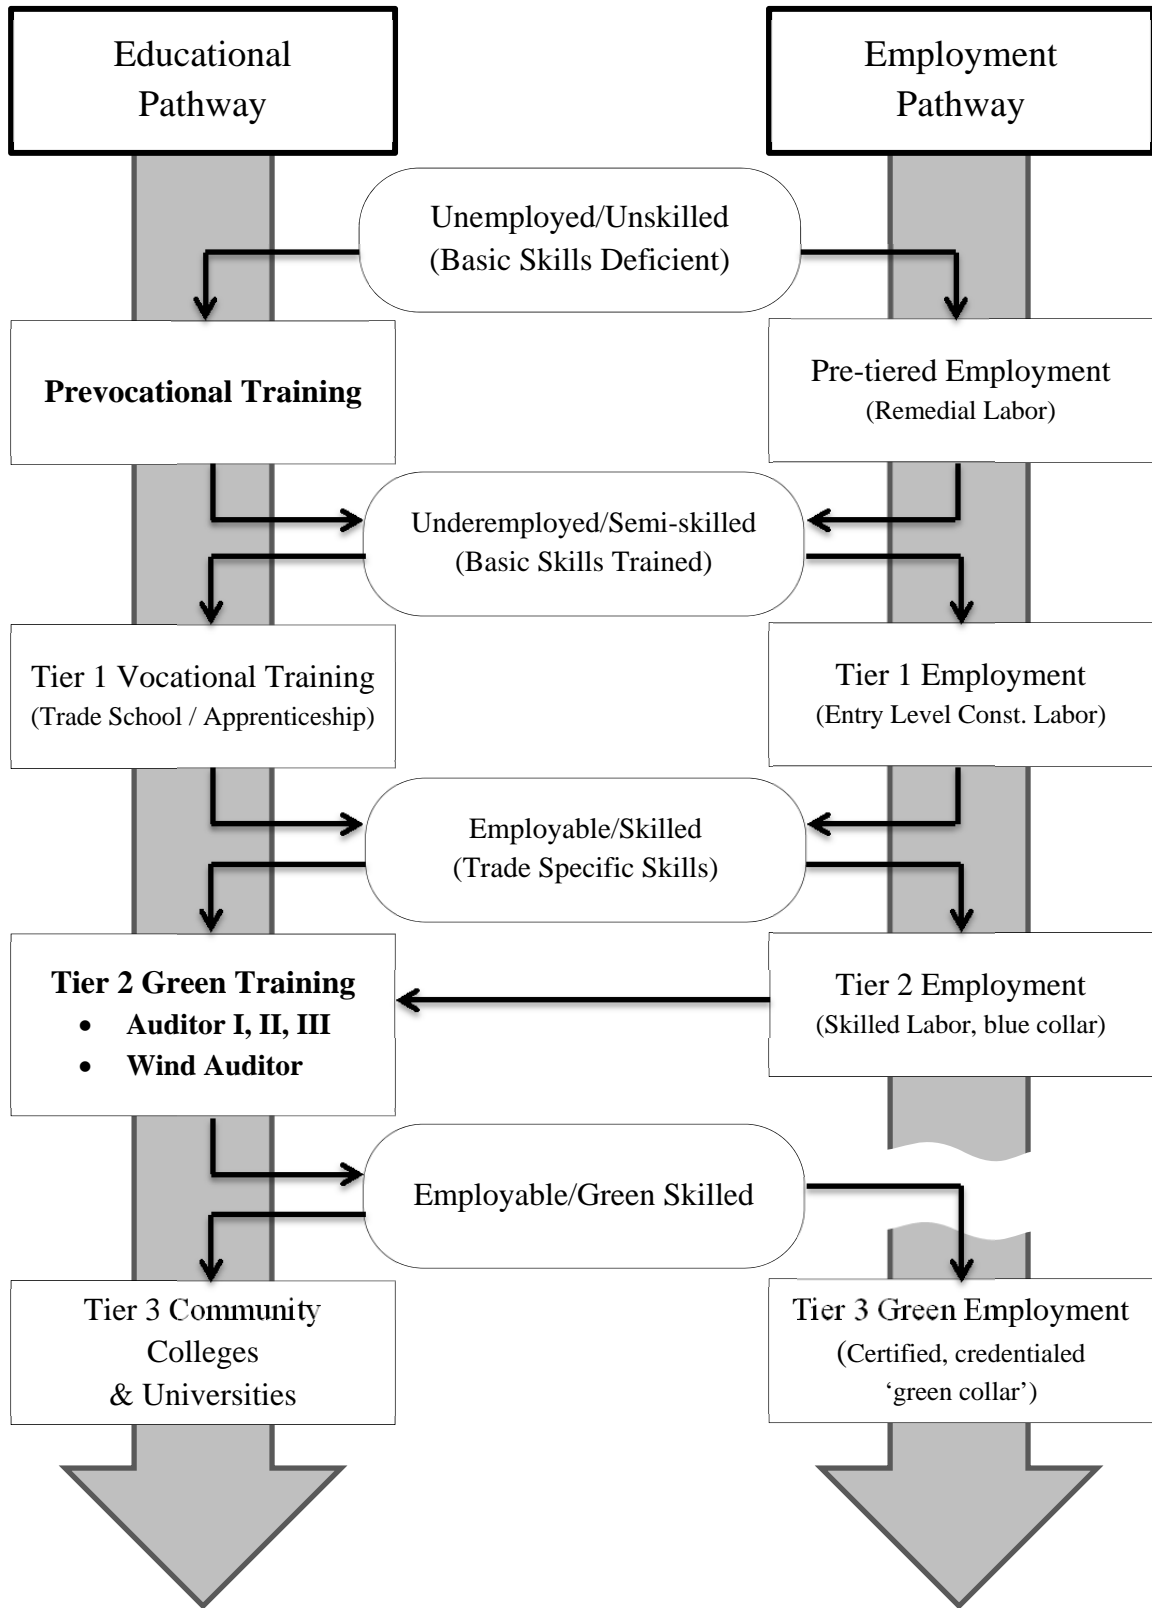 Educational
Pathway
Employment
Pathway
Unemployed/Unskilled
(Basic Skills Deficient)
Prevocational Training
Pre-tiered Employment
(Remedial Labor)
Underemployed/Semi-skilled
(Basic Skills Trained)
Tier 1 Vocational Training
(Trade School / Apprenticeship)
Tier 1 Employment
(Entry Level Const. Labor)
Employable/Skilled
(Trade Specific Skills)
Tier 2 Green Training
• Auditor I, II, III
• Wind Auditor
Tier 2 Employment
(Skilled Labor, blue collar)
Employable/Green Skilled
Tier 3 Community
Colleges
& Universities
Tier 3 Green Employment
(Certified, credentialed
‘green collar’)